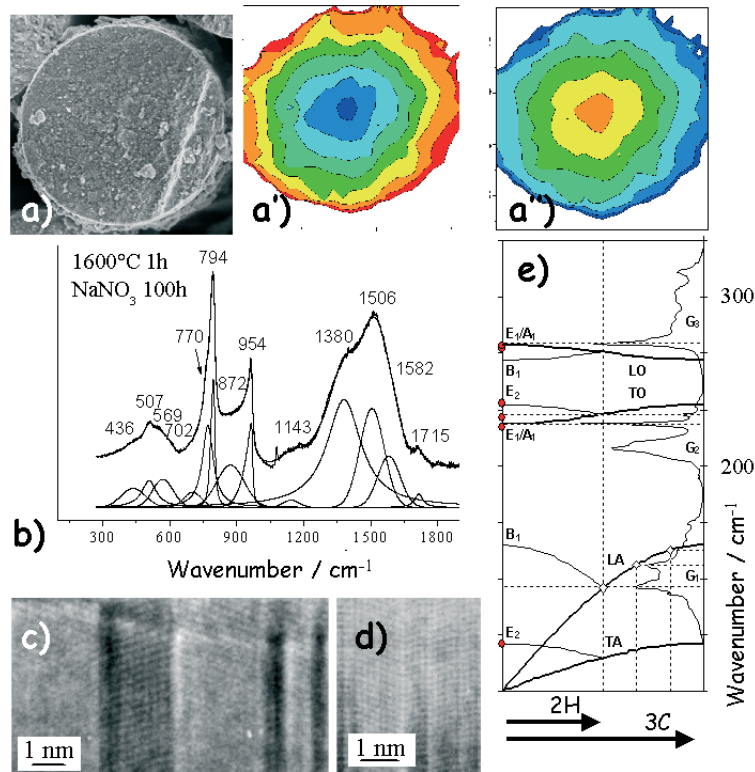 a)
a')
a")
b)
1600°C 1h
NaNO3 100h
794
770
872
954
507
569
702
436
1143
1380
1506
1582
1715
300 600 900 1200 1500
Wavenumber / cm-1
c)
1 nm
d)
1 nm
e)
300
G3
E1/A1
B1
LO
E2
TO
E1/A1
G2
200
B1
LA
G1
E2
TA
Wavenumber / cm-1
2H
3C